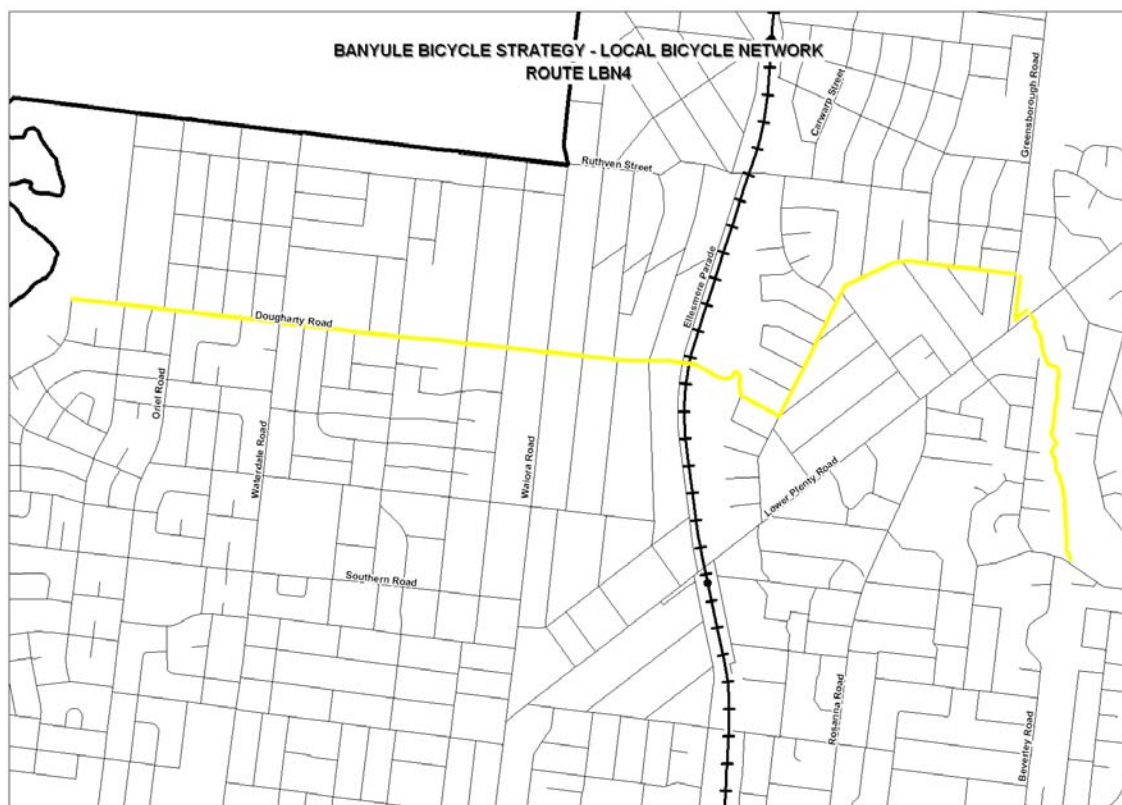 BANYULE BICYCLE STRATEGY - LOCAL BICYCLE NETWORK
ROUTE LBN4
Carwarp Street
Greensborough Road
Ruthven Street
Ellesmere Parade
Dougharty Road
Oriel Road
Waterdale Road
Waiora Road
Lower Plenty Road
Southern Road
Rosanna Road
Beverley Road